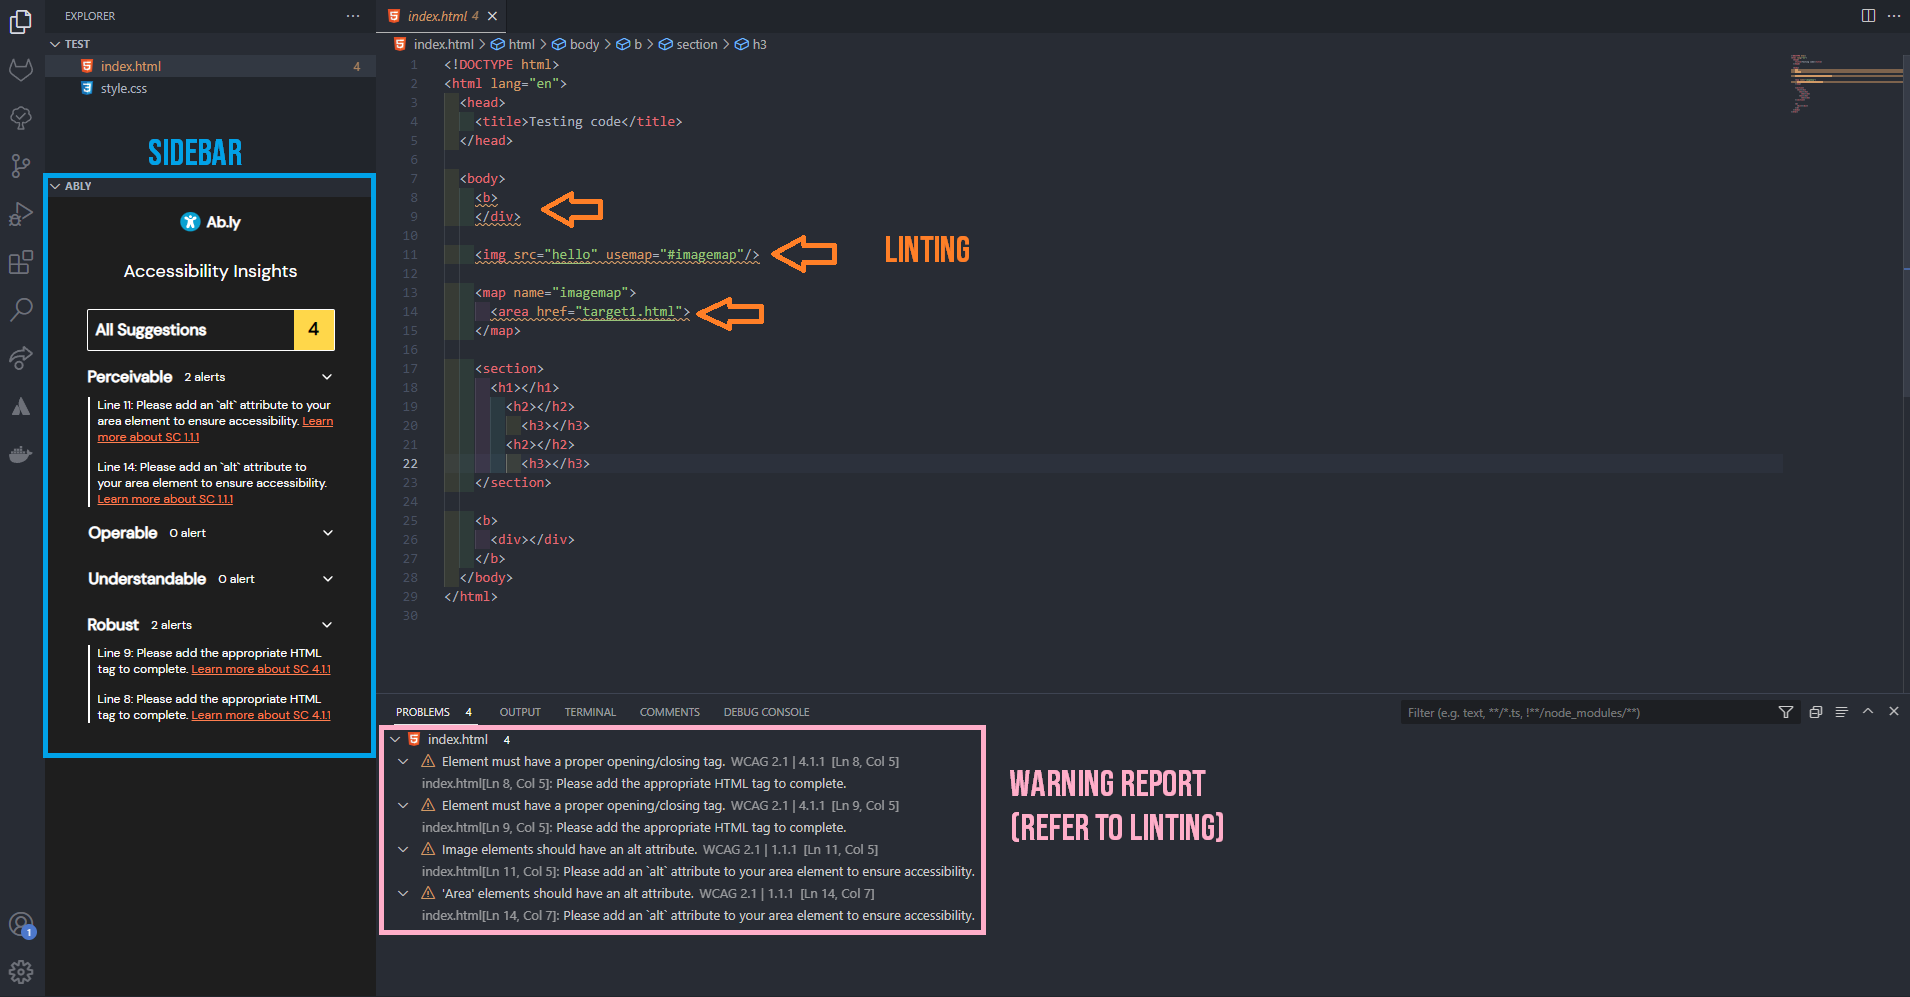 EXPLORER
TEST
index.html 4
style.css
SIDEBAR
ABLY
Ab.ly
Accessibility Insights
All Suggestions 4
Perceivable 2 alerts
Line 11: Please add an `alt` attribute to your
area element to ensure accessibility. Learn
more about SC 1.1.1
Line 14: Please add an `alt` attribute to
your area element to ensure accessibility.
Learn more about SC 1.1.1
Operable 0 alert
Understandable 0 alert
Robust 2 alerts
Line 9: Please add the appropriate HTML
tag to complete. Learn more about SC 4.1.1
Line 8: Please add the appropriate HTML
tag to complete. Learn more about SC 4.1.1
1
index.html 4
index.html > html > body > b > section > h3
1 <!DOCTYPE html>
2 <html lang="en">
3 <head>
4 <title>Testing code</title>
5 </head>
6
7 <body>
8 <b>
9 </div>
10
11 <img src="hello" usemap="#imagemap"/>
LINTING
12
13 <map name="imagemap">
14 <area href="target1.html">
15 </map>
16
17 <section>
18 <h1></h1>
19 <h2></h2>
20 <h3></h3>
21 <h2></h2>
22 <h3></h3>
23 </section>
24
25 <b>
26 <div></div>
27 </b>
28 </body>
29 </html>
30
PROBLEMS 4 OUTPUT TERMINAL COMMENTS DEBUG CONSOLE
Filter (e.g. text, **/*.ts, !**/node_modules/**)
index.html 4
Element must have a proper opening/closing tag. WCAG 2.1 | 4.1.1 [Ln 8, Col 5]
index.html[Ln 8, Col 5]: Please add the appropriate HTML tag to complete.
Element must have a proper opening/closing tag. WCAG 2.1 | 4.1.1 [Ln 9, Col 5]
index.html[Ln 9, Col 5]: Please add the appropriate HTML tag to complete.
Image elements should have an alt attribute. WCAG 2.1 | 1.1.1 [Ln 11, Col 5]
index.html[Ln 11, Col 5]: Please add an `alt` attribute to your area element to ensure accessibility.
'Area' elements should have an alt attribute. WCAG 2.1 | 1.1.1 [Ln 14, Col 7]
index.html[Ln 14, Col 7]: Please add an `alt` attribute to your area element to ensure accessibility.
WARNING REPORT
(REFER TO LINTING)